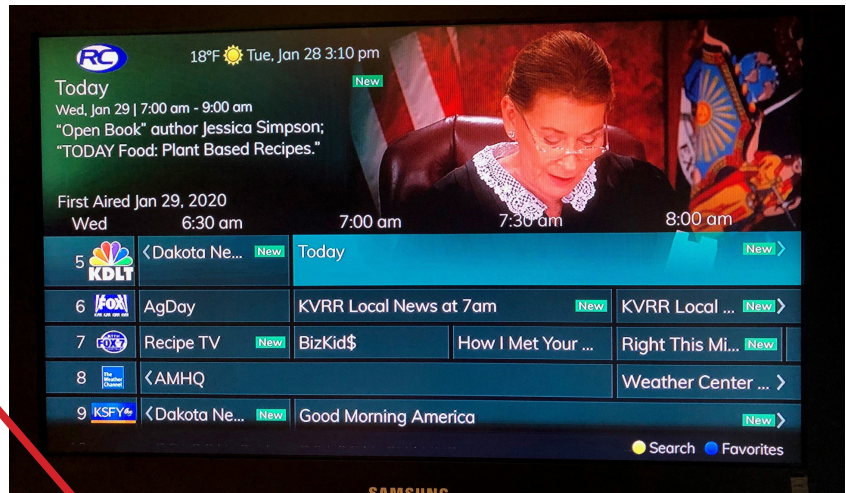 RC
18°F Tue, Jan 28 3:10 pm
Today New
Wed, Jan 29 | 7:00 am - 9:00 am
"Open Book" author Jessica Simpson;
"TODAY Food: Plant Based Recipes."
First Aired Jan 29, 2020
Wed 6:30 am 7:00 am 7:30 am 8:00 am
5 KDLT <Dakota Ne... New Today New >
6 FOX AgDay KVRR Local News at 7am New KVRR Local ... New >
7 FOX 7 Recipe TV New BizKid$ How I Met Your ... Right This Mi... New
8 The Weather Channel <AMHQ Weather Center ... >
9 KSFY <Dakota Ne... New Good Morning America New >
Search Favorites
SAMSUNG